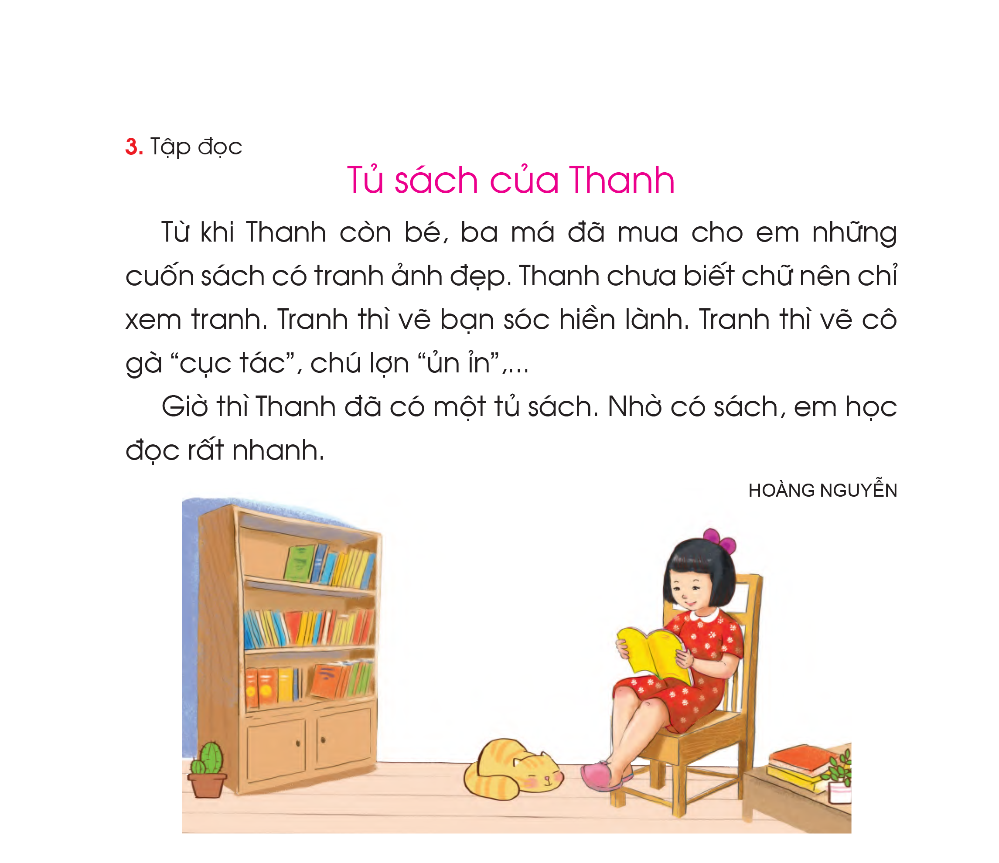 3. Tập đọc
Tủ sách của Thanh
Từ khi Thanh còn bé, ba má đã mua cho em những
cuốn sách có tranh ảnh đẹp. Thanh chưa biết chữ nên chỉ
xem tranh. Tranh thì vẽ bạn sóc hiền lành. Tranh thì vẽ cô
gà “cục tác”, chú lợn “ủn ỉn”,...
Giờ thì Thanh đã có một tủ sách. Nhờ có sách, em học
đọc rất nhanh.
HOÀNG NGUYỄN